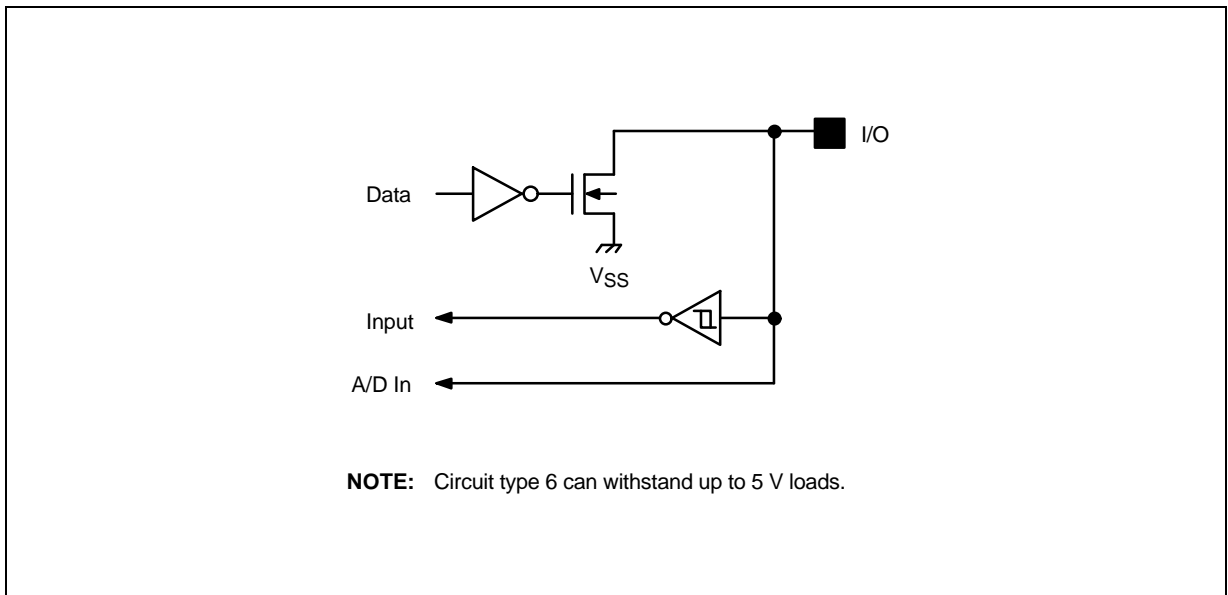 I/O
Data
VSS
Input
A/D In
NOTE: Circuit type 6 can withstand up to 5 V loads.